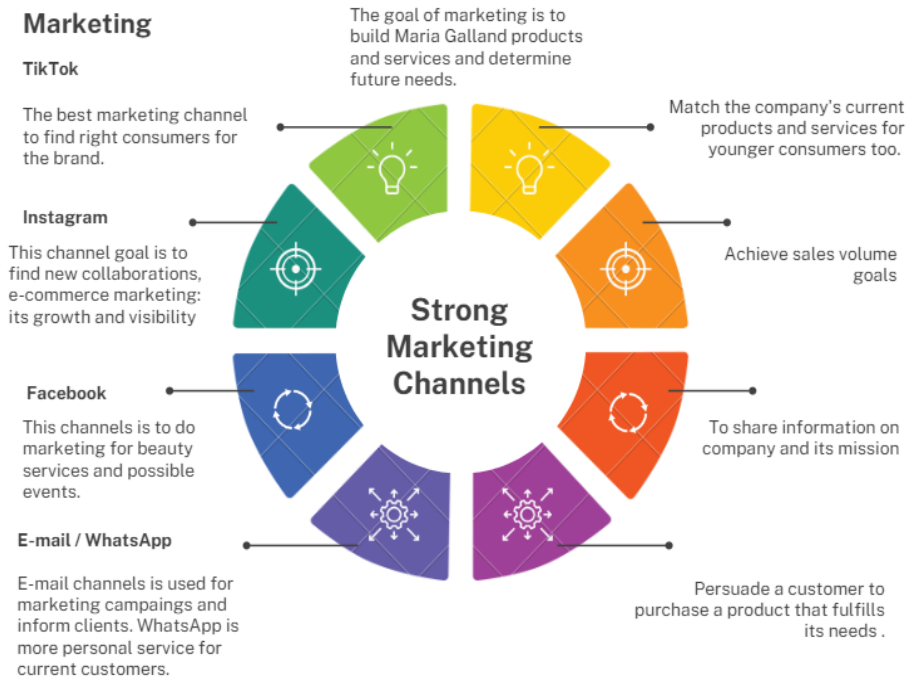 Marketing
The goal of marketing is to
build Maria Galland products
and services and determine
future needs.
TikTok
The best marketing channel
to find right consumers for
the brand.
Match the company's current
products and services for
younger consumers too.
Instagram
This channel goal is to
find new collaborations,
e-commerce marketing:
its growth and visibility
Achieve sales volume
goals
Strong
Marketing
Channels
Facebook
This channels is to do
marketing for beauty
services and possible
events.
To share information on
company and its mission
E-mail / WhatsApp
E-mail channels is used for
marketing campaings and
inform clients. WhatsApp is
more personal service for
current customers.
Persuade a customer to
purchase a product that fulfills
its needs .